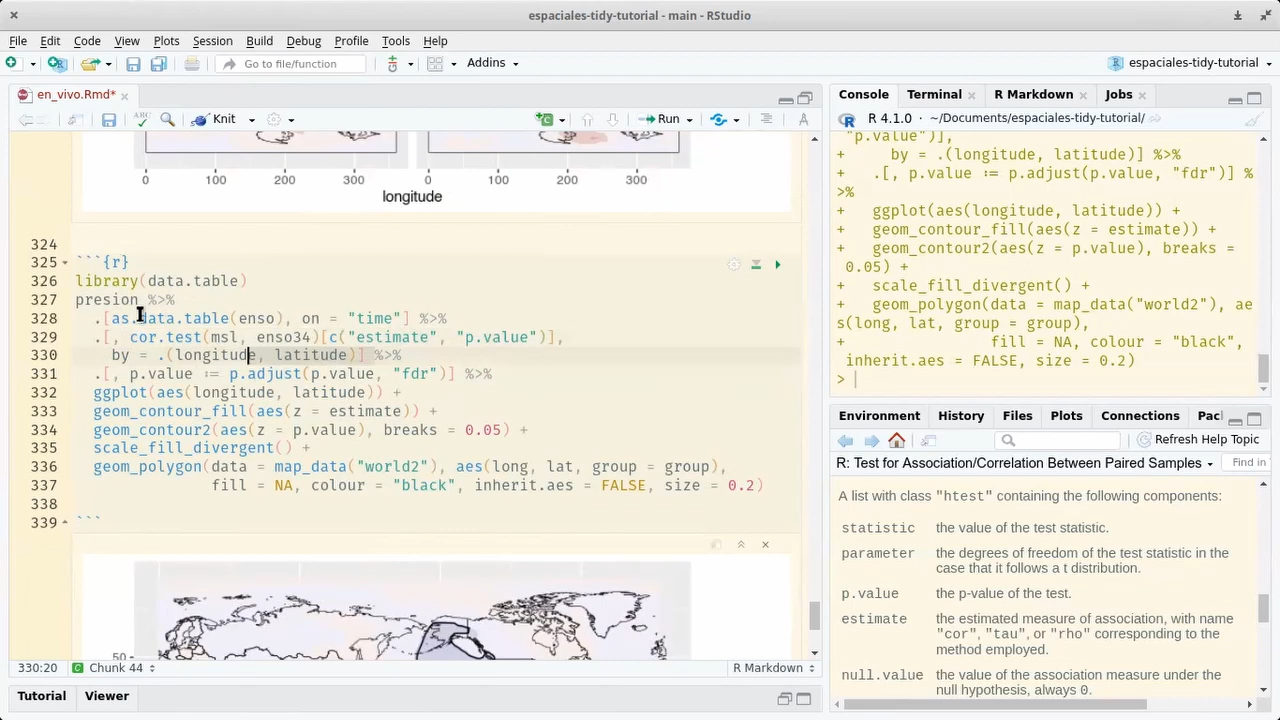 espaciales-tidy-tutorial - main - RStudio
File Edit Code View Plots Session Build Debug Profile Tools Help
Go to file/function Addins espaciales-tidy-tutorial
en_vivo.Rmd*
Knit Run
0 100 200 300 0 100 200 300
longitude
324
325 ```{r}
326 library(data.table)
327 presion %>%
328 .[as.data.table(enso), on = "time"] %>%
329 .[, cor.test(msl, enso34)[c("estimate", "p.value")],
330 by = .(longitude, latitude)] %>%
331 .[, p.value := p.adjust(p.value, "fdr")] %>%
332 ggplot(aes(longitude, latitude)) +
333 geom_contour_fill(aes(z = estimate)) +
334 geom_contour2(aes(z = p.value), breaks = 0.05) +
335 scale_fill_divergent() +
336 geom_polygon(data = map_data("world2"), aes(long, lat, group = group),
337 fill = NA, colour = "black", inherit.aes = FALSE, size = 0.2)
338
339 ```
50
330:20 Chunk 44 R Markdown
Tutorial Viewer
Console Terminal R Markdown Jobs
R 4.1.0 · ~/Documents/espaciales-tidy-tutorial/
"p.value")],
+ by = .(longitude, latitude)] %>%
+ .[, p.value := p.adjust(p.value, "fdr")] %
>%
+ ggplot(aes(longitude, latitude)) +
+ geom_contour_fill(aes(z = estimate)) +
+ geom_contour2(aes(z = p.value), breaks =
0.05) +
+ scale_fill_divergent() +
+ geom_polygon(data = map_data("world2"), ae
s(long, lat, group = group),
+ fill = NA, colour = "black",
inherit.aes = FALSE, size = 0.2)
>
Environment History Files Plots Connections Pac
Refresh Help Topic
R: Test for Association/Correlation Between Paired Samples Find in
A list with class "htest" containing the following components:
statistic the value of the test statistic.
parameter the degrees of freedom of the test statistic in the
case that it follows a t distribution.
p.value the p-value of the test.
estimate the estimated measure of association, with name
"cor", "tau", or "rho" corresponding to the
method employed.
null.value the value of the association measure under the
null hypothesis, always 0.